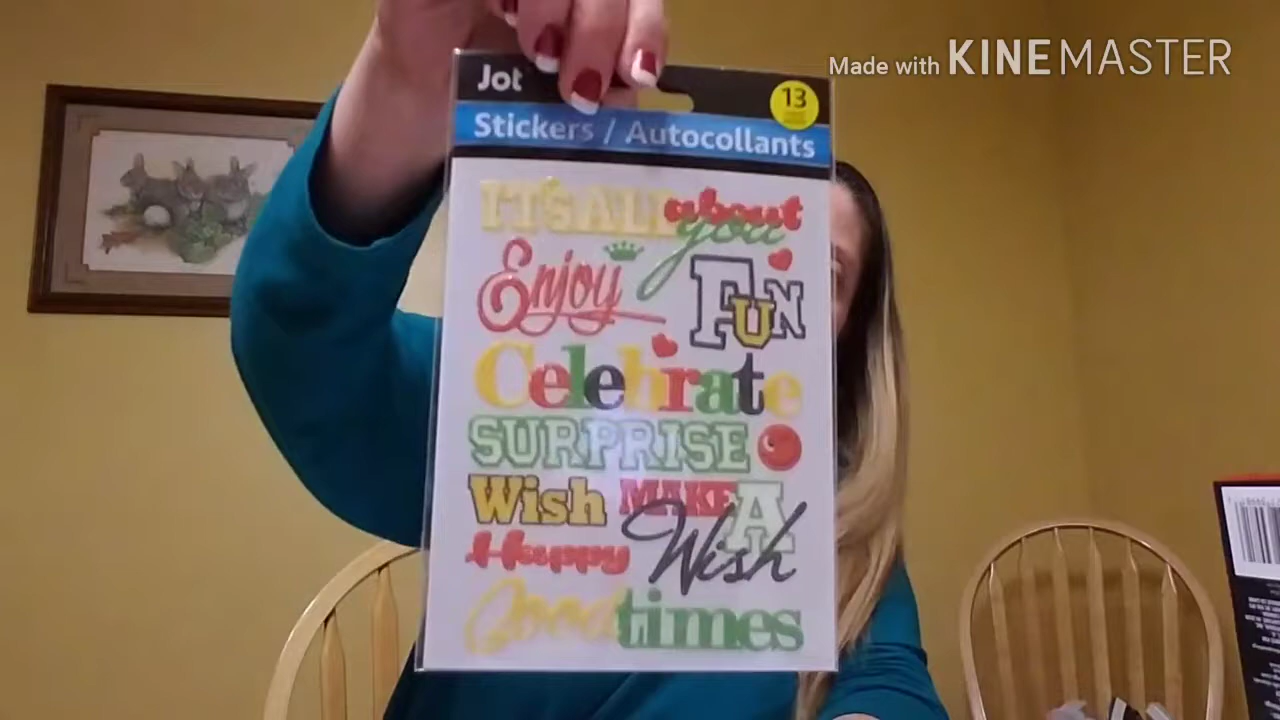 Made with KINEMASTER
Jot
13
Stickers / Autocollants
IT'S ALL about
you
Enjoy
FUN
Celebrate
SURPRISE
Wish MAKE A
Happy Wish
Good times